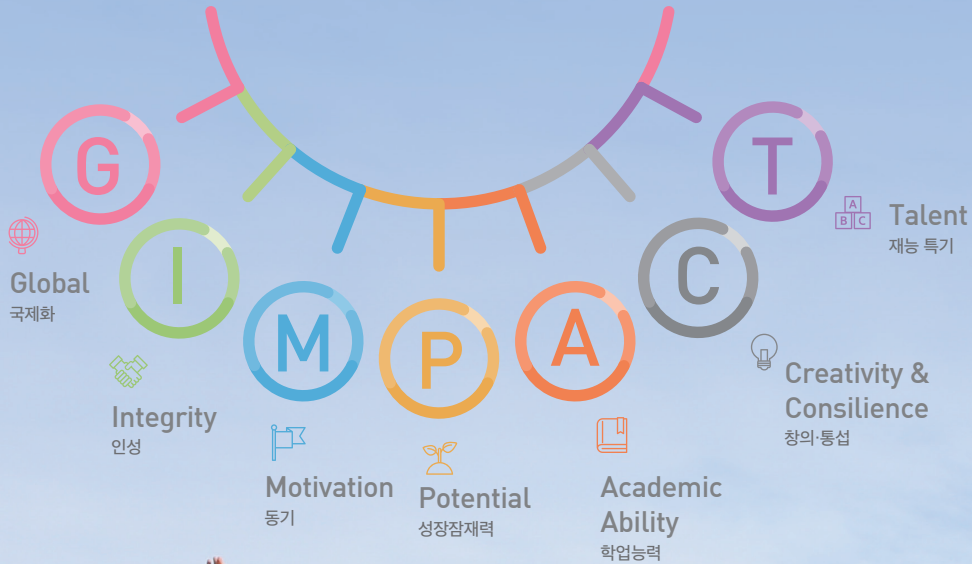 G
Global
국제화
I
Integrity
인성
M
Motivation
동기
P
Potential
성장잠재력
A
Academic
Ability
학업능력
C
Creativity &
Consilience
창의·통섭
T
A
B C
Talent
재능 특기